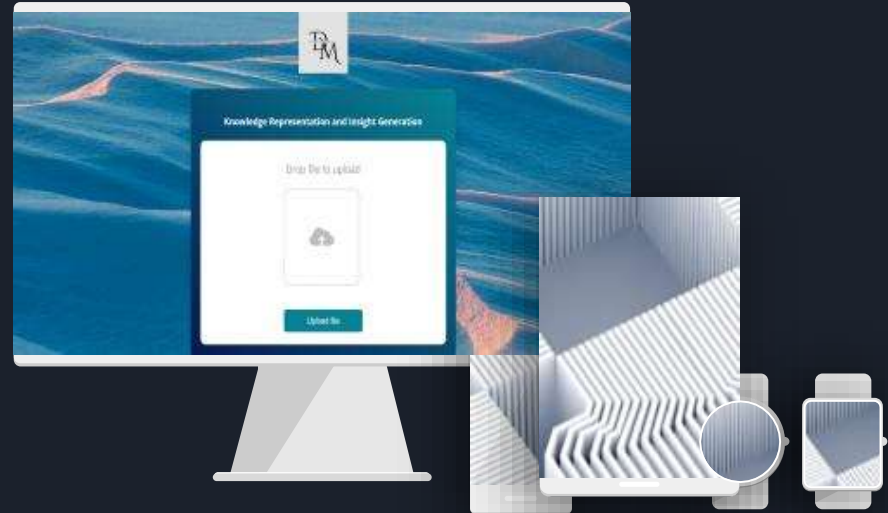 DM
Knowledge Representation and Insight Generation
Drop file to upload
Upload file